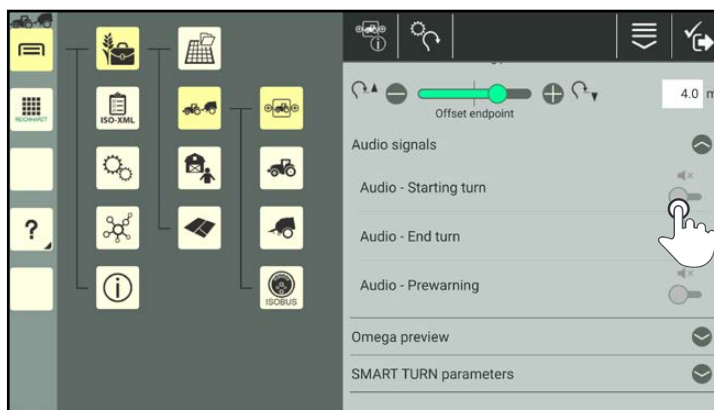 REICHHARDT
ISO-XML
?
ISOBUS
4.0 m
Offset endpoint
Audio signals
Audio - Starting turn
Audio - End turn
Audio - Prewarning
Omega preview
SMART TURN parameters